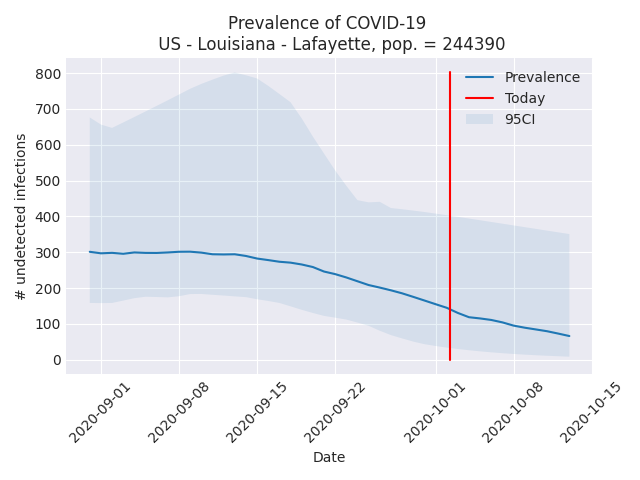 Prevalence of COVID-19
US - Louisiana - Lafayette, pop. = 244390
800
700
600
500
400
300
200
100
0
# undetected infections
Prevalence
Today
95CI
2020-09-01
2020-09-08
2020-09-15
2020-09-22
2020-10-01
2020-10-08
2020-10-15
Date